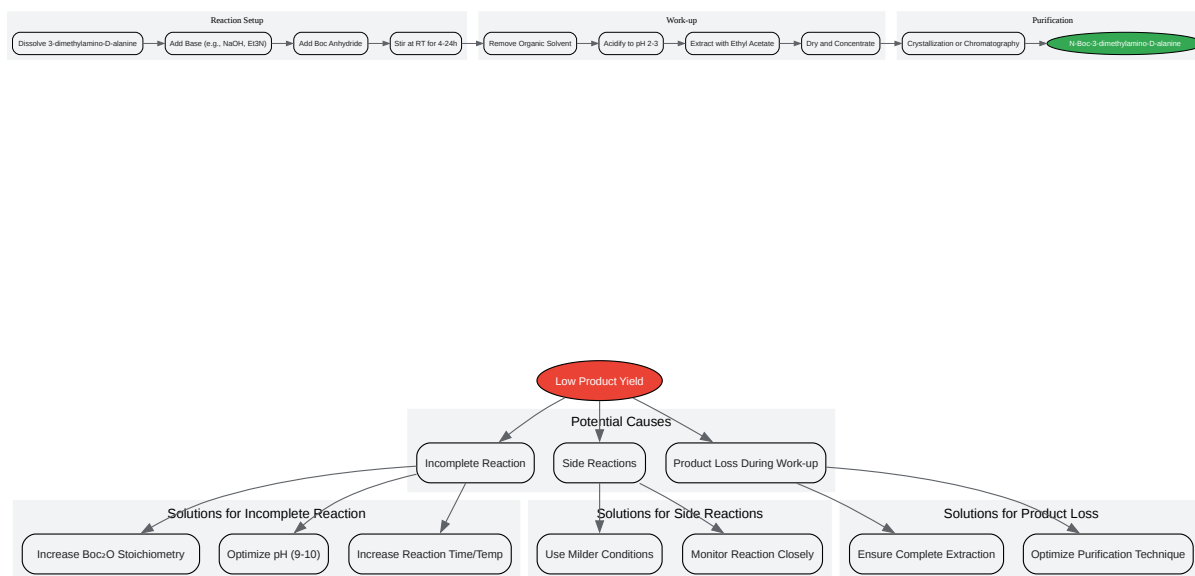 Reaction Setup
Work-up
Purification
Dissolve 3-dimethylamino-D-alanine
Add Base (e.g., NaOH, Et3N)
Add Boc Anhydride
Stir at RT for 4-24h
Remove Organic Solvent
Acidify to pH 2-3
Extract with Ethyl Acetate
Dry and Concentrate
Crystallization or Chromatography
N-Boc-3-dimethylamino-D-alanine
Low Product Yield
Potential Causes
Incomplete Reaction
Side Reactions
Product Loss During Work-up
Solutions for Incomplete Reaction
Solutions for Side Reactions
Solutions for Product Loss
Increase Boc₂O Stoichiometry
Optimize pH (9-10)
Increase Reaction Time/Temp
Use Milder Conditions
Monitor Reaction Closely
Ensure Complete Extraction
Optimize Purification Technique